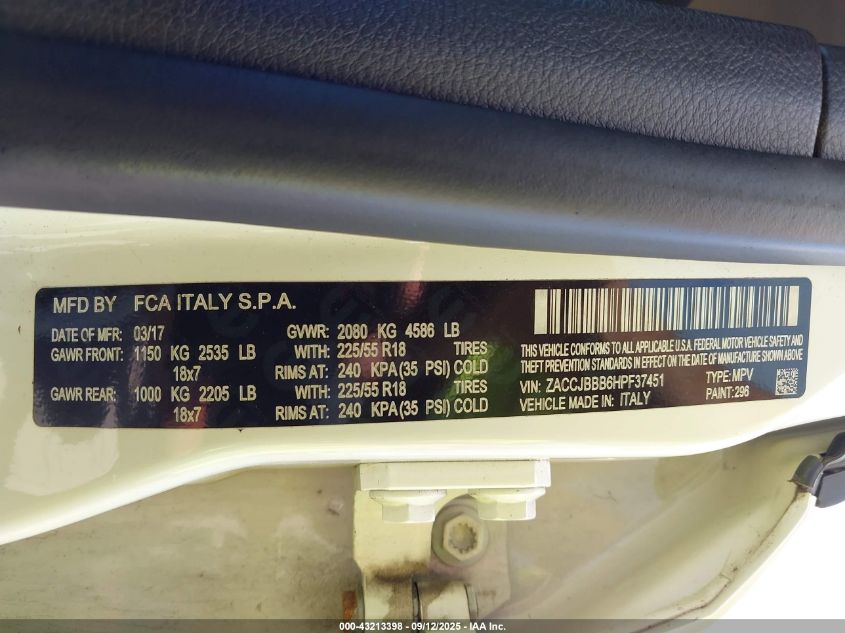 MFD BY FCA ITALY S.P.A.
DATE OF MFR: 03/17 GVWR: 2080 KG 4586 LB
GAWR FRONT: 1150 KG 2535 LB WITH: 225/55 R18 TIRES
18x7 RIMS AT: 240 KPA (35 PSI) COLD
GAWR REAR: 1000 KG 2205 LB WITH: 225/55 R18 TIRES
18x7 RIMS AT: 240 KPA (35 PSI) COLD
THIS VEHICLE CONFORMS TO ALL APPLICABLE U.S.A. FEDERAL MOTOR VEHICLE SAFETY AND
THEFT PREVENTION STANDARDS IN EFFECT ON THE DATE OF MANUFACTURE SHOWN ABOVE.
VIN: ZACCJBBB6HPF37451 TYPE: MPV
VEHICLE MADE IN: ITALY PAINT: 296
000-43213398 - 09/12/2025 - IAA Inc.